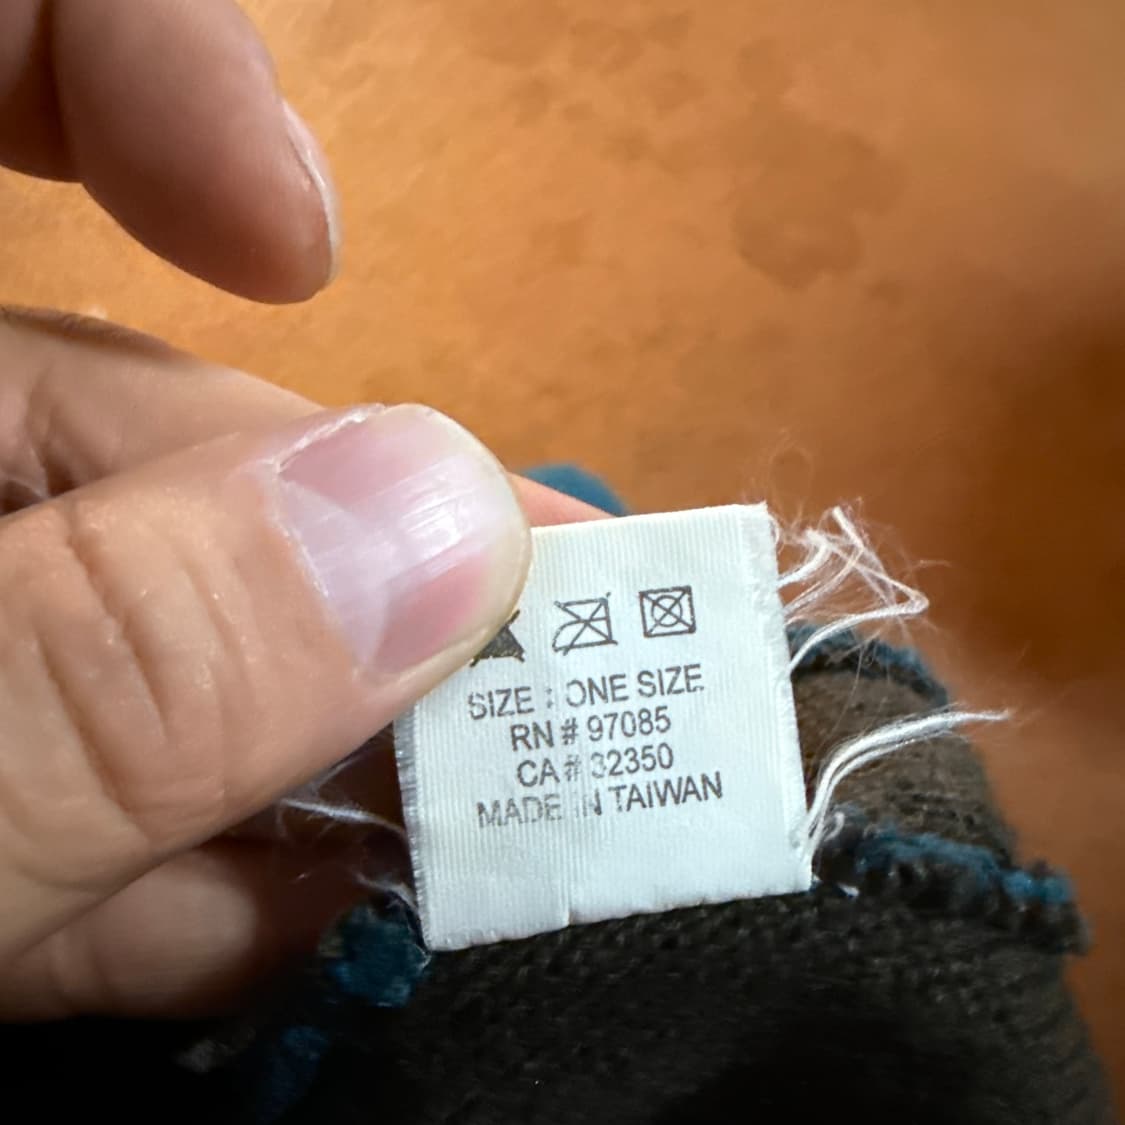 SIZE : ONE SIZE
RN # 97085
CA # 32350
MADE IN TAIWAN